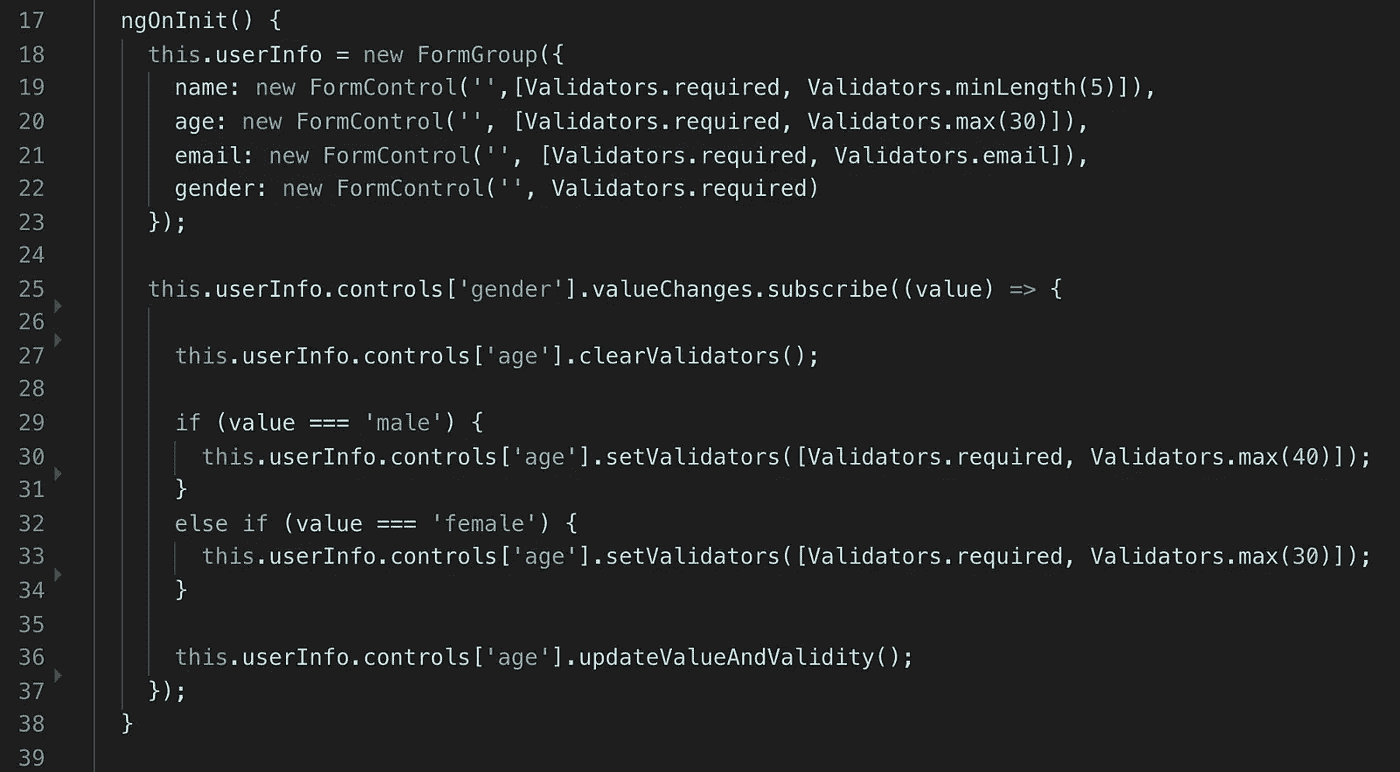 17 ngOnInit() {
18 this.userInfo = new FormGroup({
19 name: new FormControl('',[Validators.required, Validators.minLength(5)]),
20 age: new FormControl('', [Validators.required, Validators.max(30)]),
21 email: new FormControl('', [Validators.required, Validators.email]),
22 gender: new FormControl('', Validators.required)
23 });
24
25 this.userInfo.controls['gender'].valueChanges.subscribe((value) => {
26
27 this.userInfo.controls['age'].clearValidators();
28
29 if (value === 'male') {
30 this.userInfo.controls['age'].setValidators([Validators.required, Validators.max(40)]);
31 }
32 else if (value === 'female') {
33 this.userInfo.controls['age'].setValidators([Validators.required, Validators.max(30)]);
34 }
35
36 this.userInfo.controls['age'].updateValueAndValidity();
37 });
38 }
39